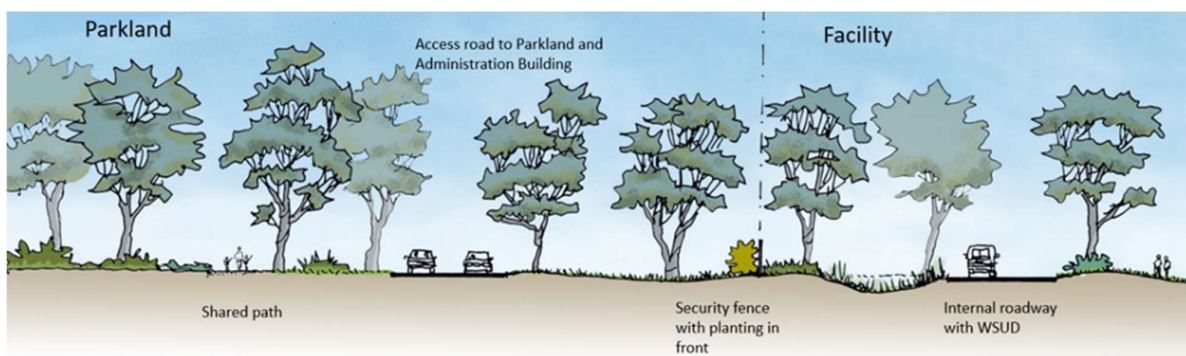 Parkland
Access road to Parkland and
Administration Building
Facility
Shared path
Security fence
with planting in
front
Internal roadway
with WSUD